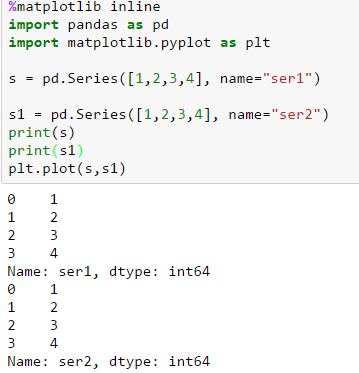 %matplotlib inline
import pandas as pd
import matplotlib.pyplot as plt
s = pd.Series([1,2,3,4], name="ser1")
s1 = pd.Series([1,2,3,4], name="ser2")
print(s)
print(s1)
plt.plot(s,s1)
0    1
1    2
2    3
3    4
Name: ser1, dtype: int64
0    1
1    2
2    3
3    4
Name: ser2, dtype: int64